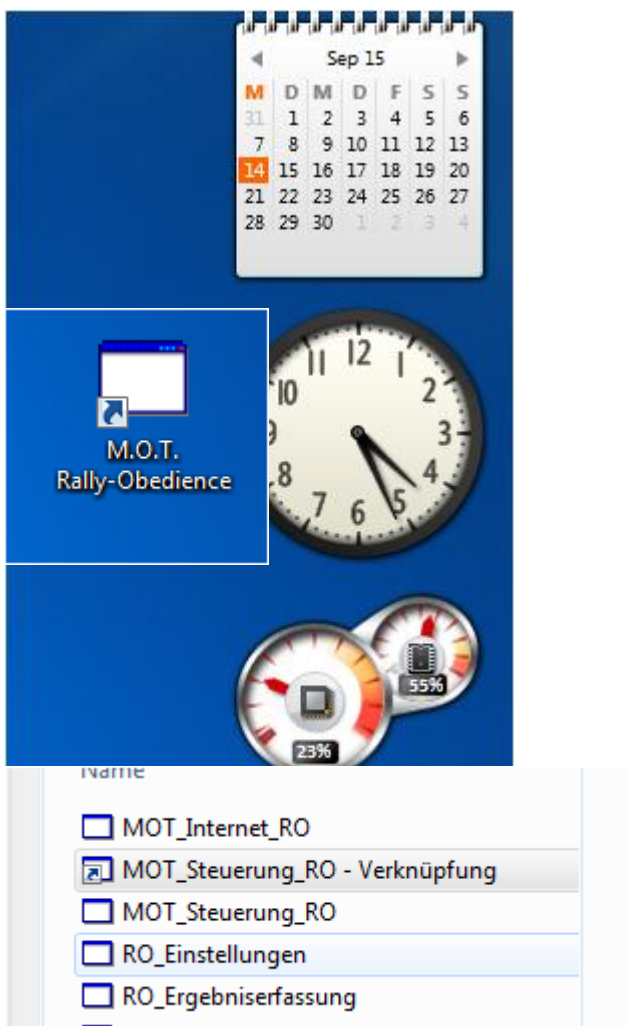 Sep 15
M D M D F S S
31 1 2 3 4 5 6
7 8 9 10 11 12 13
14 15 16 17 18 19 20
21 22 23 24 25 26 27
28 29 30 1 2 3 4
12
11 1
10 2
9 3
8 4
7 5
6
M.O.T.
Rally-Obedience
55%
23%
Name
MOT_Internet_RO
MOT_Steuerung_RO - Verknüpfung
MOT_Steuerung_RO
RO_Einstellungen
RO_Ergebniserfassung